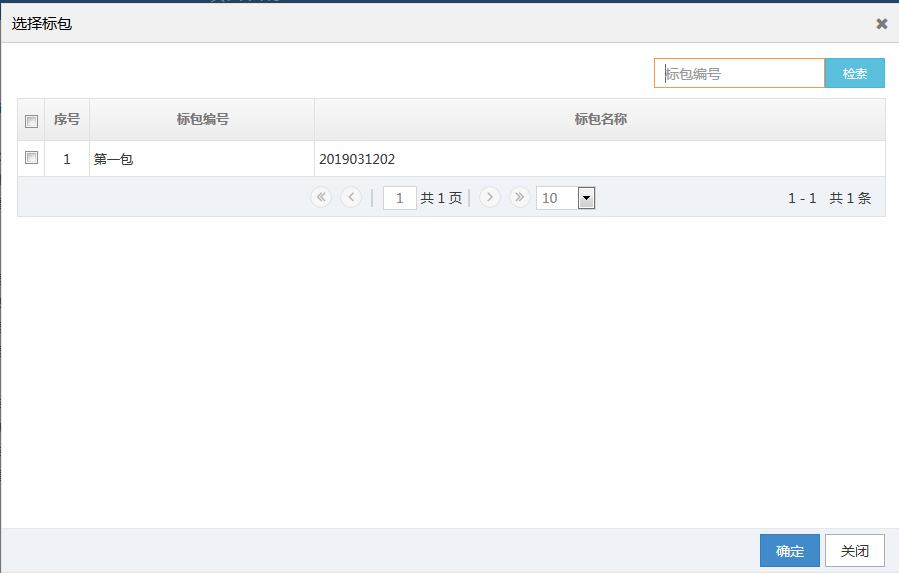 选择标包
标包编号 检索
序号 标包编号 标包名称
1 第一包 2019031202
1 共 1 页 10 1 - 1 共 1 条
确定 关闭